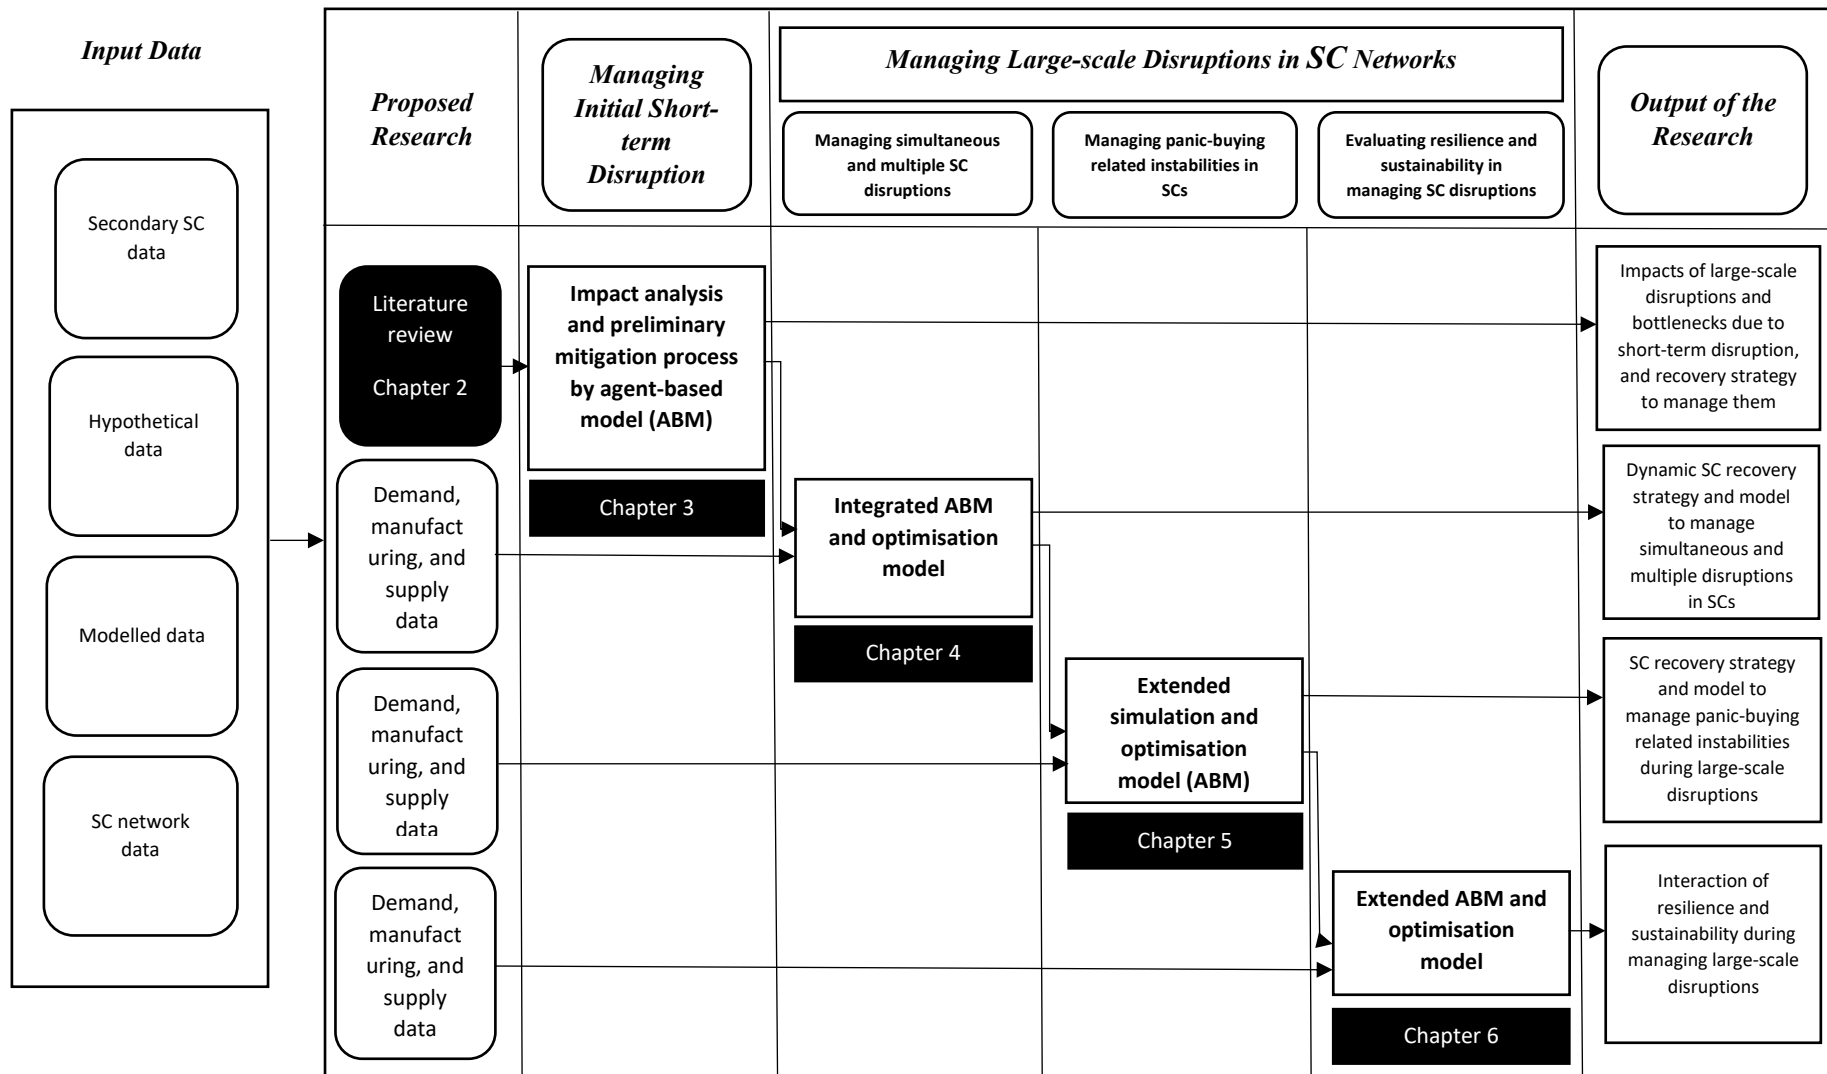 Input Data
Secondary SC
data
Hypothetical
data
Modelled data
SC network
data
Proposed
Research
Managing
Initial Short-
term
Disruption
Managing Large-scale Disruptions in SC Networks
Managing simultaneous
and multiple SC
disruptions
Managing panic-buying
related instabilities in
SCs
Evaluating resilience and
sustainability in
managing SC disruptions
Output of the
Research
Literature
review
Chapter 2
Impact analysis
and preliminary
mitigation process
by agent-based
model (ABM)
Chapter 3
Impacts of large-scale
disruptions and
bottlenecks due to
short-term disruption,
and recovery strategy
to manage them
Demand,
manufact
uring, and
supply
data
Integrated ABM
and optimisation
model
Chapter 4
Dynamic SC recovery
strategy and model
to manage
simultaneous and
multiple disruptions
in SCs
Demand,
manufact
uring, and
supply
data
Extended
simulation and
optimisation
model (ABM)
Chapter 5
SC recovery strategy
and model to
manage panic-buying
related instabilities
during large-scale
disruptions
Demand,
manufact
uring, and
supply
data
Extended ABM and
optimisation
model
Chapter 6
Interaction of
resilience and
sustainability during
managing large-scale
disruptions